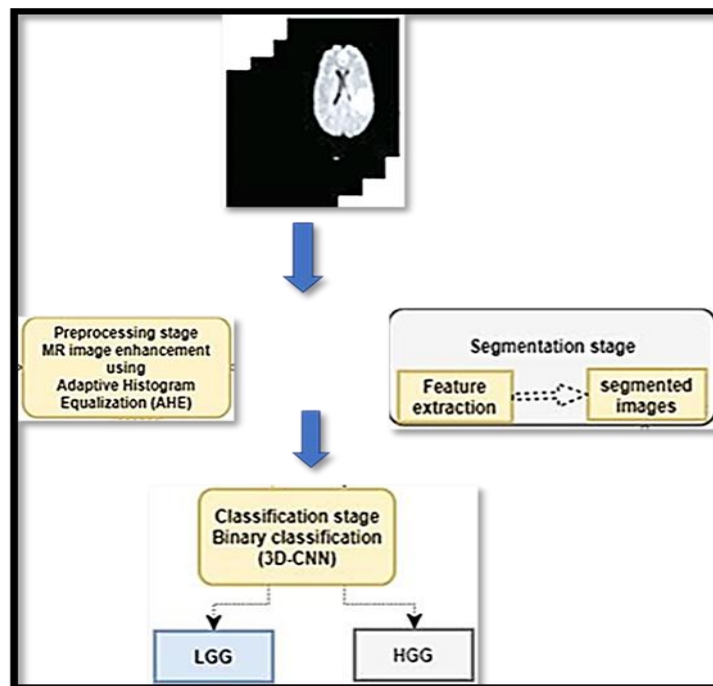 Preprocessing stage
MR image enhancement
using
Adaptive Histogram
Equalization (AHE)
Segmentation stage
Feature
extraction
segmented
images
Classification stage
Binary classification
(3D-CNN)
LGG
HGG